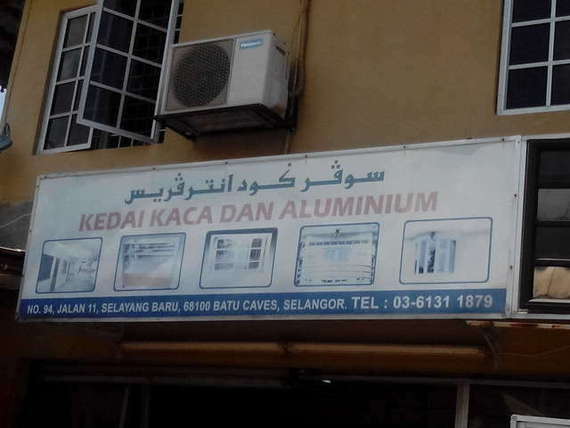 سوڤر ݢود انترڤريس
KEDAI KACA DAN ALUMINIUM
NO. 94, JALAN 11, SELAYANG BARU, 68100 BATU CAVES, SELANGOR. TEL : 03-6131 1879